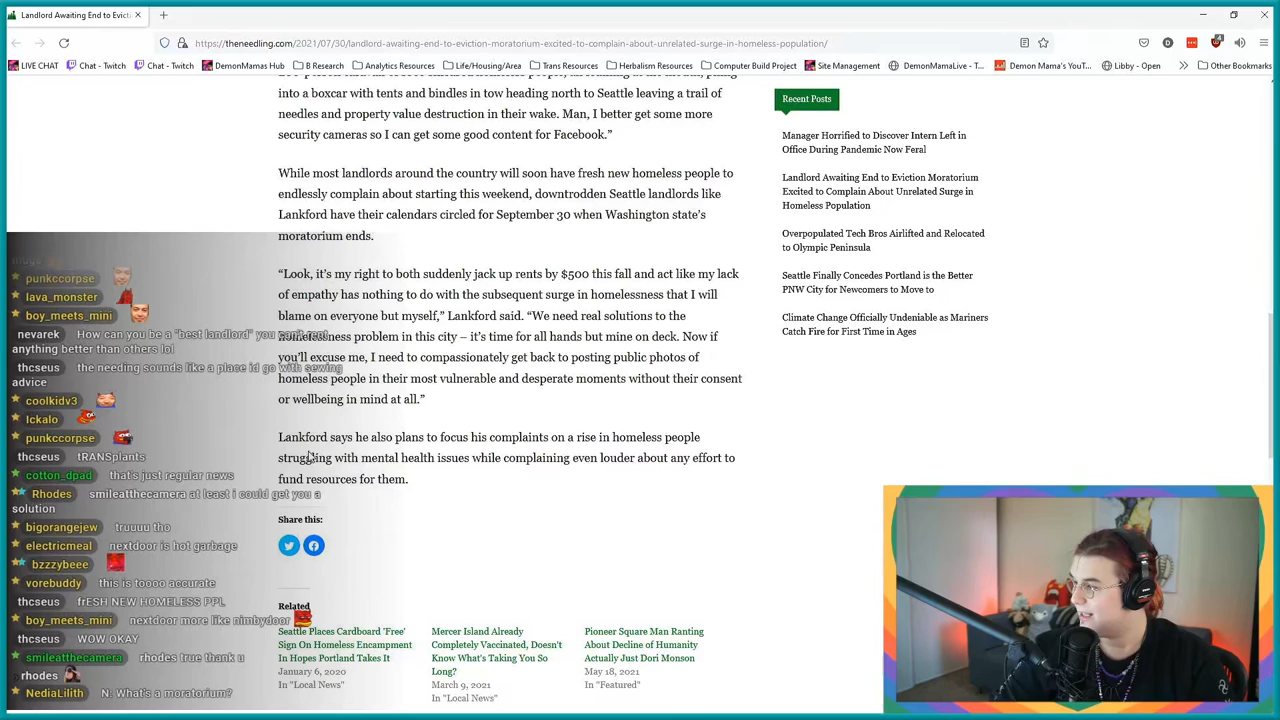 Landlord Awaiting End to Evicti
https://theneedling.com/2021/07/30/landlord-awaiting-end-to-eviction-moratorium-excited-to-complain-about-unrelated-surge-in-homeless-population/
LIVE CHAT
Chat - Twitch
Chat - Twitch
DemonMamas Hub
B Research
Analytics Resources
Life/Housing/Area
Trans Resources
Herbalism Resources
Computer Build Project
Site Management
DemonMamaLive - T...
Demon Mama's YouT...
Libby - Open
Other Bookmarks
into a boxcar with tents and bindles in tow heading north to Seattle leaving a trail of
needles and property value destruction in their wake. Man, I better get some more
security cameras so I can get some good content for Facebook.”
While most landlords around the country will soon have fresh new homeless people to
endlessly complain about starting this weekend, downtrodden Seattle landlords like
Lankford have their calendars circled for September 30 when Washington state’s
moratorium ends.
“Look, it’s my right to both suddenly jack up rents by $500 this fall and act like my lack
of empathy has nothing to do with the subsequent surge in homelessness that I will
blame on everyone but myself,” Lankford said. “We need real solutions to the
homelessness problem in this city – it’s time for all hands but mine on deck. Now if
you’ll excuse me, I need to compassionately get back to posting public photos of
homeless people in their most vulnerable and desperate moments without their consent
or wellbeing in mind at all.”
Lankford says he also plans to focus his complaints on a rise in homeless people
struggling with mental health issues while complaining even louder about any effort to
fund resources for them.
Share this:
Related
Seattle Places Cardboard 'Free'
Sign On Homeless Encampment
In Hopes Portland Takes It
January 6, 2020
In "Local News"
Mercer Island Already
Completely Vaccinated, Doesn't
Know What's Taking You So
Long?
March 9, 2021
In "Local News"
Pioneer Square Man Ranting
About Decline of Humanity
Actually Just Dori Monson
May 18, 2021
In "Featured"
Recent Posts
Manager Horrified to Discover Intern Left in
Office During Pandemic Now Feral
Landlord Awaiting End to Eviction Moratorium
Excited to Complain About Unrelated Surge in
Homeless Population
Overpopulated Tech Bros Airlifted and Relocated
to Olympic Peninsula
Seattle Finally Concedes Portland is the Better
PNW City for Newcomers to Move to
Climate Change Officially Undeniable as Mariners
Catch Fire for First Time in Ages
punkccorpse
lava_monster
boy_meets_mini
nevarek How can you be a "best landlord" you don't rent
anything better than others lol
thcseus the needing sounds like a place id go with sewing
advice
coolkidv3
Ickalo
punkccorpse
thcseus tRANSplants
cotton_dpad that's just regular news
Rhodes smileatthecamera at least i could get you a
solution
bigorangejew truuuu tho
electricmeal nextdoor is hot garbage
bzzzybeee
vorebuddy this is toooo accurate
thcseus frESH NEW HOMELESS PPL
boy_meets_mini nextdoor more like nimbydoor
thcseus WOW OKAY
smileatthecamera rhodes true thank u
rhodes
NediaLilith N: What's a moratorium?